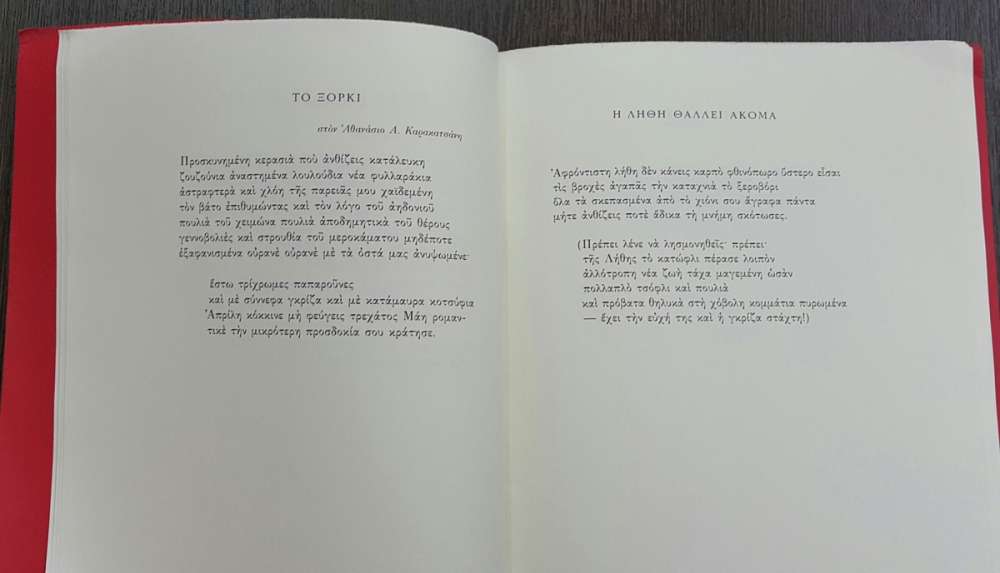 ΤΟ ΞΟΡΚΙ
στὸν Ἀθανάσιο Α. Καρακατσάνη
Προσκυνημένη κερασιὰ ποὺ ἀνθίζεις κατάλευκη
ζουζούνια ἀναστημένα λουλούδια νέα φυλλαράκια
ἀστραφτερὰ καὶ χλόη τῆς παρειᾶς μου χαϊδεμένη
τὸν βάτο ἐπιθυμώντας καὶ τὸν λόγο τοῦ ἀηδονιοῦ
πουλιὰ τοῦ χειμώνα πουλιὰ ἀποδημητικὰ τοῦ θέρους
γεννοβολιὲς καὶ στρουθία τοῦ μεροκάματου μηδέποτε
ἐξαφανισμένα οὐρανὲ οὐρανὲ μὲ τὰ ὀστά μας ἀνυψωμένε·
ἔστω τρίχρωμες παπαροῦνες
καὶ μὲ σύννεφα γκρίζα καὶ μὲ κατάμαυρα κοτσύφια
Ἀπρίλη κόκκινε μὴ φεύγεις τρεχάτος Μάη ρομαν-
τικὲ τὴν μικρότερη προσδοκία σου κράτησε.
Η ΛΗΘΗ ΘΑΛΛΕΙ ΑΚΟΜΑ
Ἀφρόντιστη λήθη δὲν κάνεις καρπὸ φθινόπωρο ὕστερο εἶσαι
τὶς βροχὲς ἀγαπᾶς τὴν καταχνιὰ τὸ ξεροβόρι
ὅλα τὰ σκεπασμένα ἀπὸ τὸ χιόνι σου ἄγραφα πάντα
μήτε ἀνθίζεις ποτὲ ἄδικα τὴ μνήμη σκότωσες.
(Πρέπει λένε νὰ λησμονηθεῖς· πρέπει·
τῆς Λήθης τὸ κατώφλι πέρασε λοιπὸν
ἀλλότροπη νέα ζωὴ τάχα μαγεμένη ὡσὰν
πολλαπλὸ τσόφλι καὶ πουλιὰ
καὶ πρόβατα θηλυκὰ στὴ χόβολη κομμάτια πυρωμένα
— ἔχει τὴν εὐχή της καὶ ἡ γκρίζα στάχτη!)